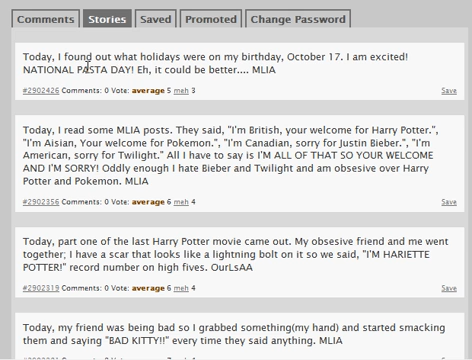 Comments Stories Saved Promoted Change Password
Today, I found out what holidays were on my birthday, October 17. I am excited!
NATIONAL PASTA DAY! Eh, it could be better.... MLIA
#2902426 Comments: 0 Vote: average 5 meh 3 Save
Today, I read some MLIA posts. They said, "I'm British, your welcome for Harry Potter.",
"I'm Aisian, Your welcome for Pokemon.", "I'm Canadian, sorry for Justin Bieber.", "I'm
American, sorry for Twilight." All I have to say is I'M ALL OF THAT SO YOUR WELCOME
AND I'M SORRY! Oddly enough I hate Bieber and Twilight and am obsesive over Harry
Potter and Pokemon. MLIA
#2902356 Comments: 0 Vote: average 6 meh 4 Save
Today, part one of the last Harry Potter movie came out. My obsesive friend and me went
together; I have a scar that looks like a lightning bolt on it so we said, "I'M HARIETTE
POTTER!" record number on high fives. OurLsAA
#2902319 Comments: 0 Vote: average 6 meh 4 Save
Today, my friend was being bad so I grabbed something(my hand) and started smacking
them and saying "BAD KITTY!!" every time they said anything. MLIA